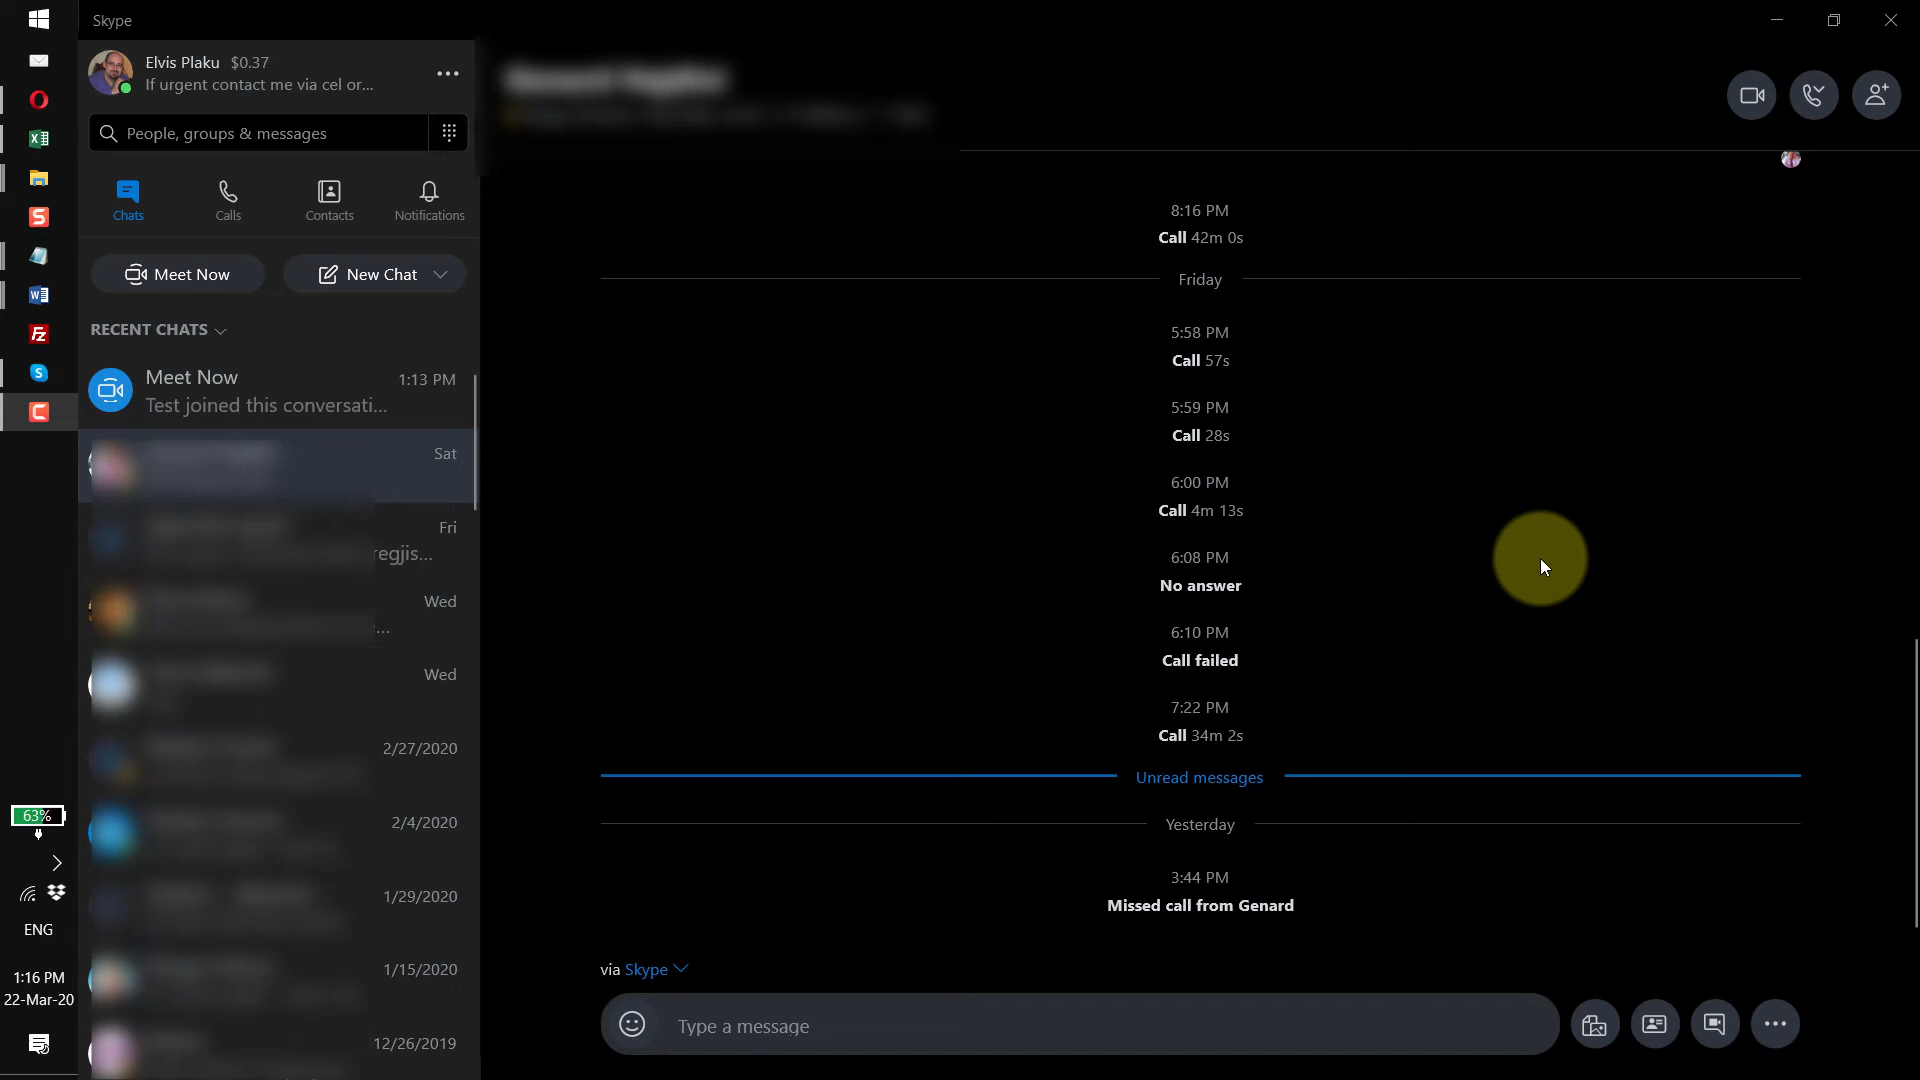 Skype
Elvis Plaku $0.37
If urgent contact me via cel or...
People, groups & messages
Chats
Calls
Contacts
Notifications
Meet Now
New Chat
RECENT CHATS
Meet Now
1:13 PM
Test joined this conversati...
Sat
Fri
regjis...
Wed
...
Wed
2/27/2020
2/4/2020
1/29/2020
1/15/2020
12/26/2019
63%
ENG
1:16 PM
22-Mar-20
8:16 PM
Call 42m 0s
Friday
5:58 PM
Call 57s
5:59 PM
Call 28s
6:00 PM
Call 4m 13s
6:08 PM
No answer
6:10 PM
Call failed
7:22 PM
Call 34m 2s
Unread messages
Yesterday
3:44 PM
Missed call from Genard
via Skype
Type a message